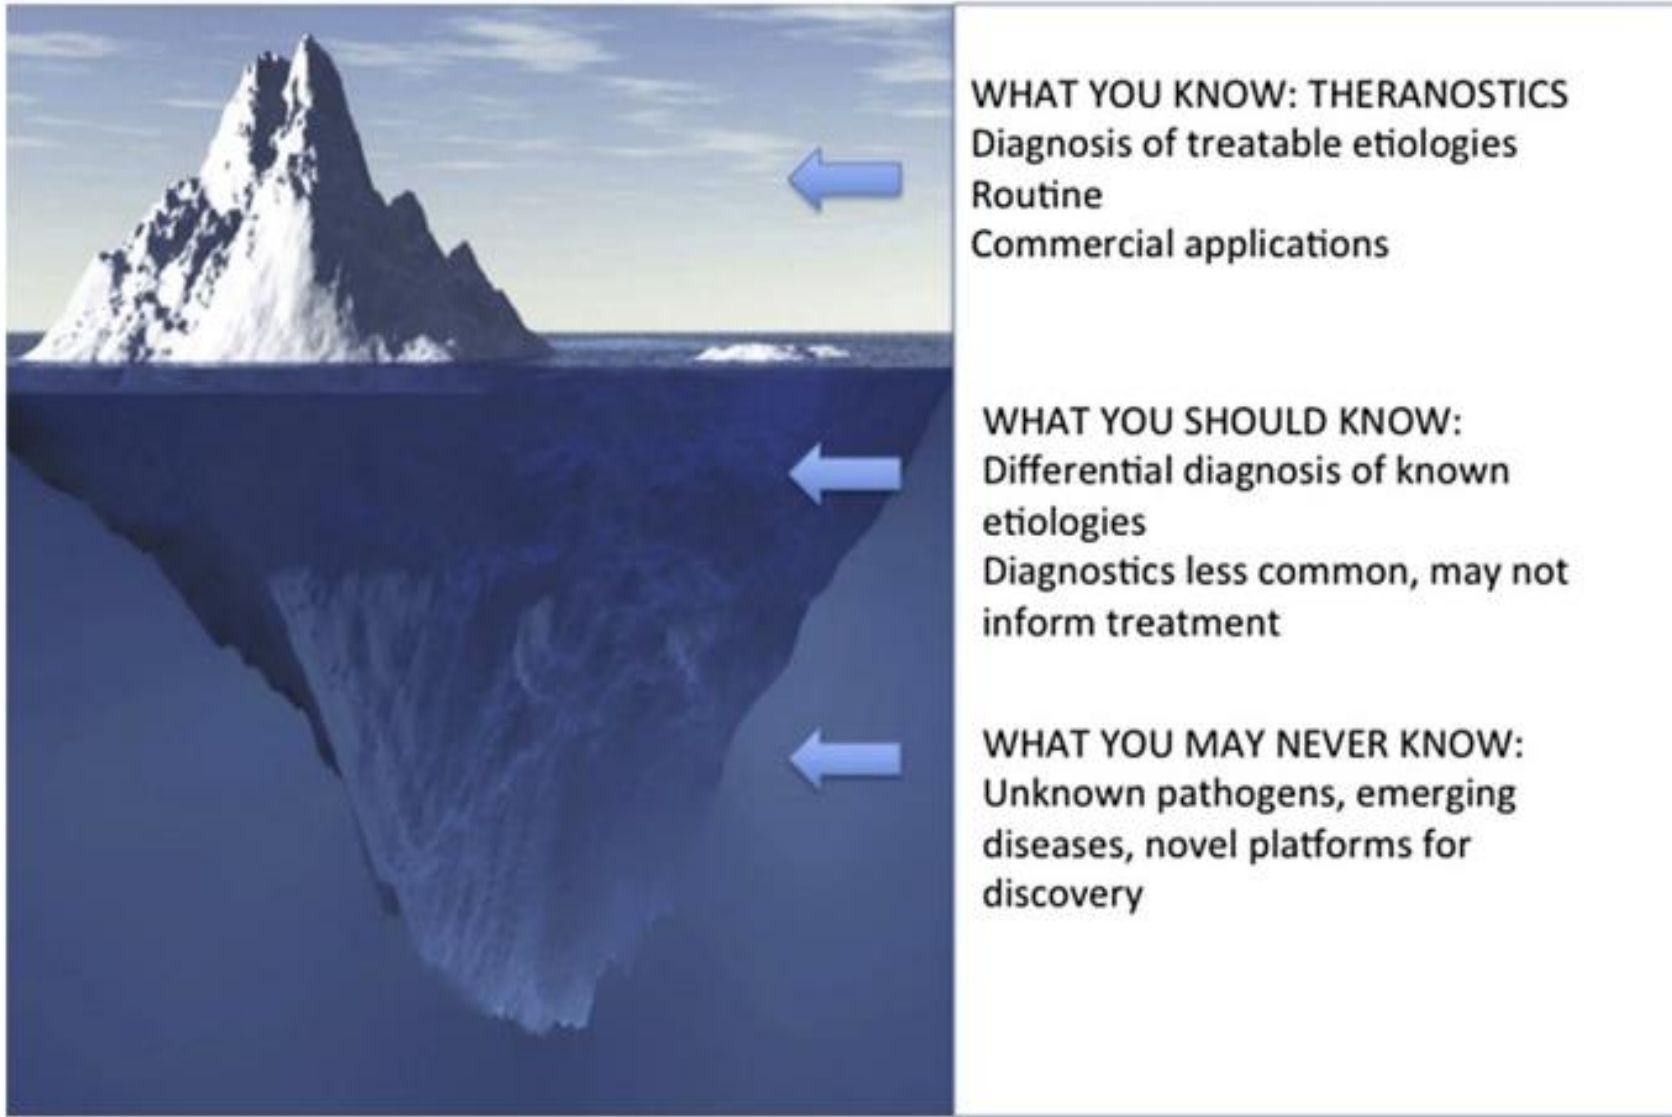 WHAT YOU KNOW: THERANOSTICS
Diagnosis of treatable etiologies
Routine
Commercial applications
WHAT YOU SHOULD KNOW:
Differential diagnosis of known
etiologies
Diagnostics less common, may not
inform treatment
WHAT YOU MAY NEVER KNOW:
Unknown pathogens, emerging
diseases, novel platforms for
discovery